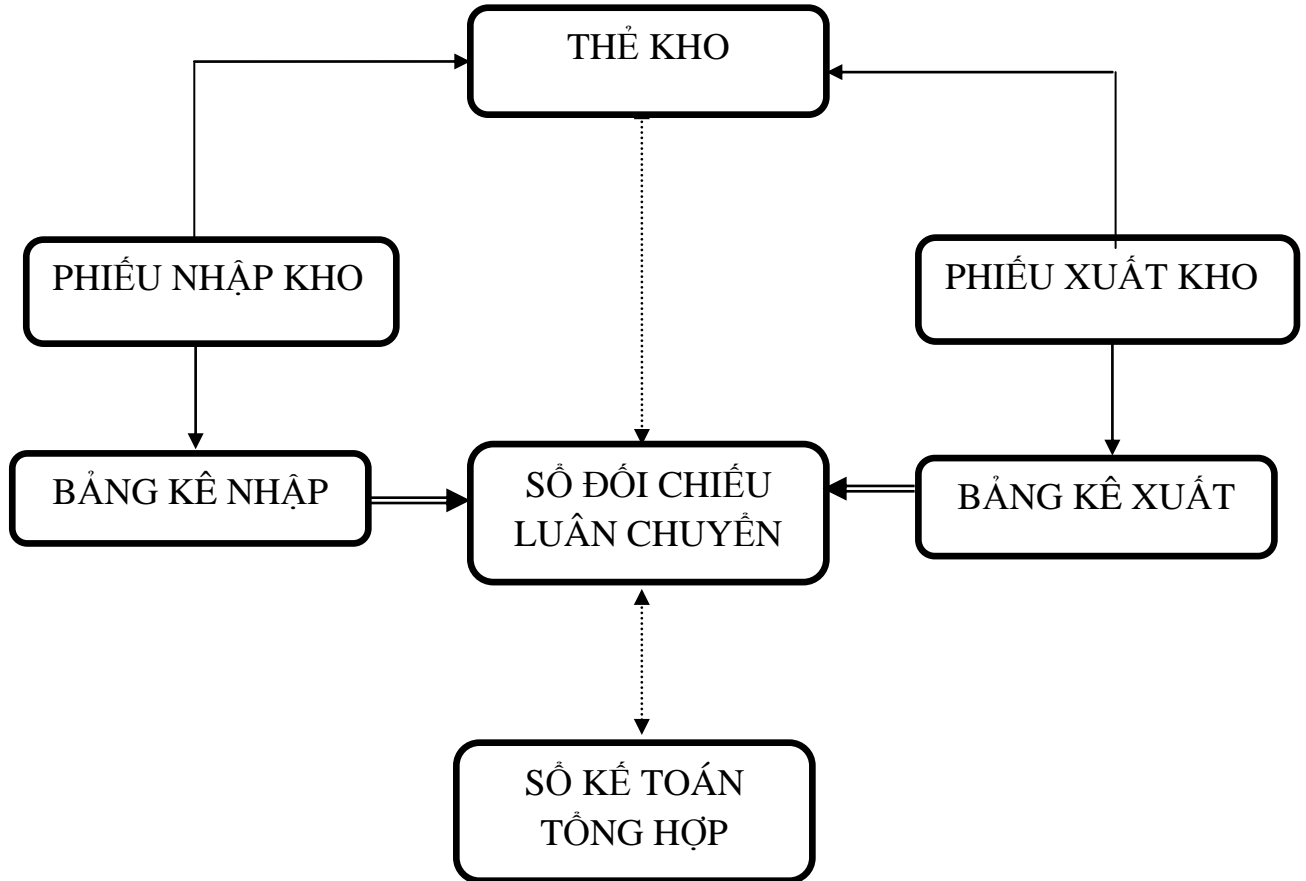 THẺ KHO
PHIẾU NHẬP KHO
PHIẾU XUẤT KHO
BẢNG KÊ NHẬP
SỔ ĐỐI CHIẾU
LUÂN CHUYỂN
BẢNG KÊ XUẤT
SỔ KẾ TOÁN
TỔNG HỢP